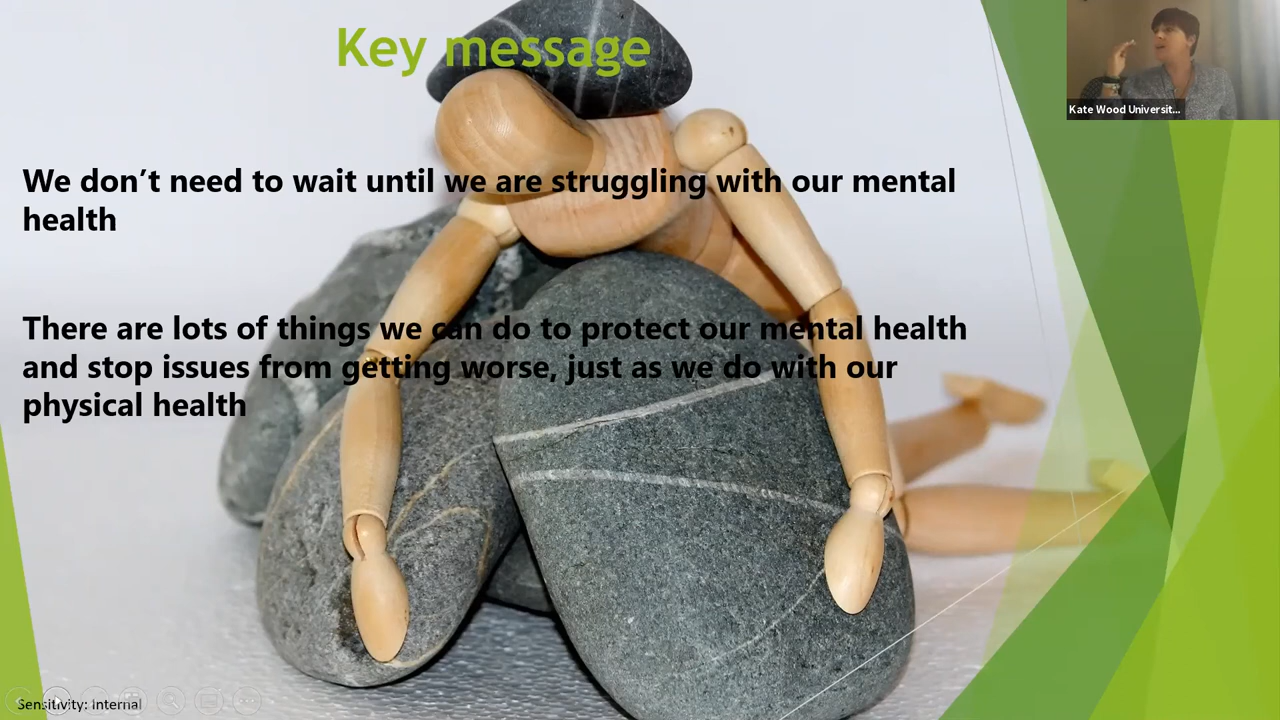 Key message
Kate Wood Universit...
We don’t need to wait until we are struggling with our mental
health
There are lots of things we can do to protect our mental health
and stop issues from getting worse, just as we do with our
physical health
Sensitivity: Internal